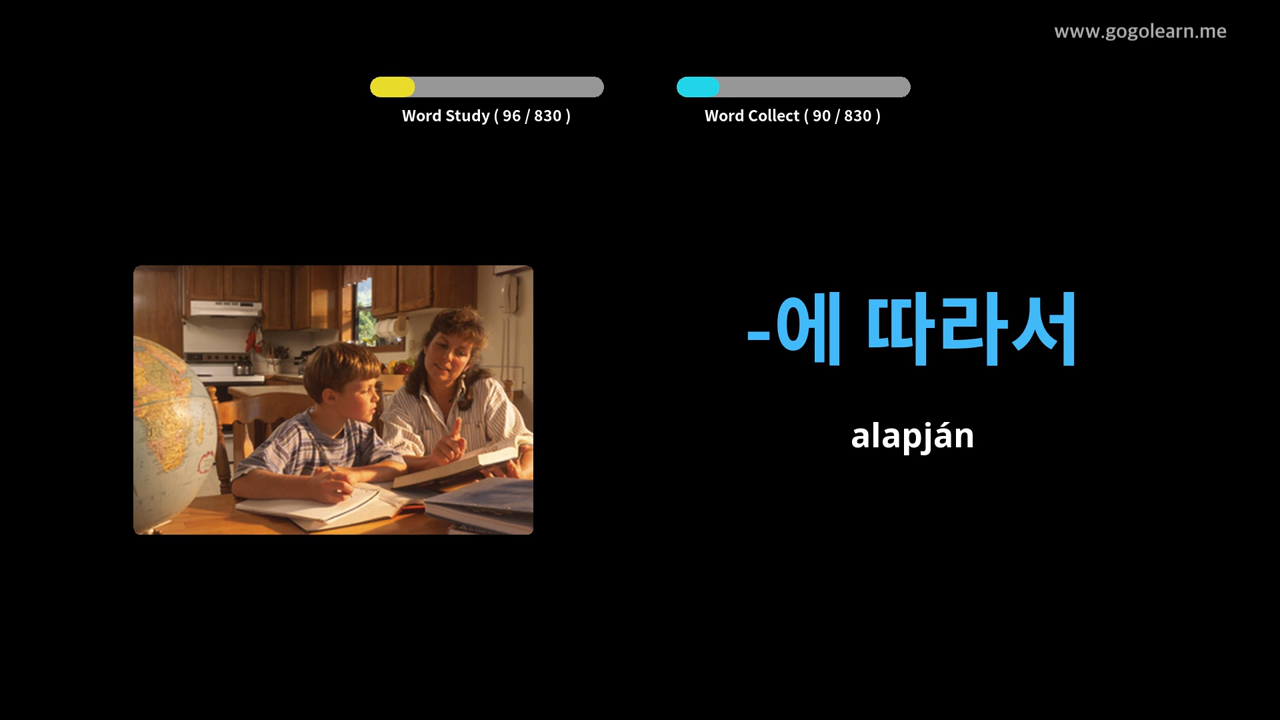 www.gogolearn.me
Word Study ( 96 / 830 )
Word Collect ( 90 / 830 )
-에 따라서
alapján